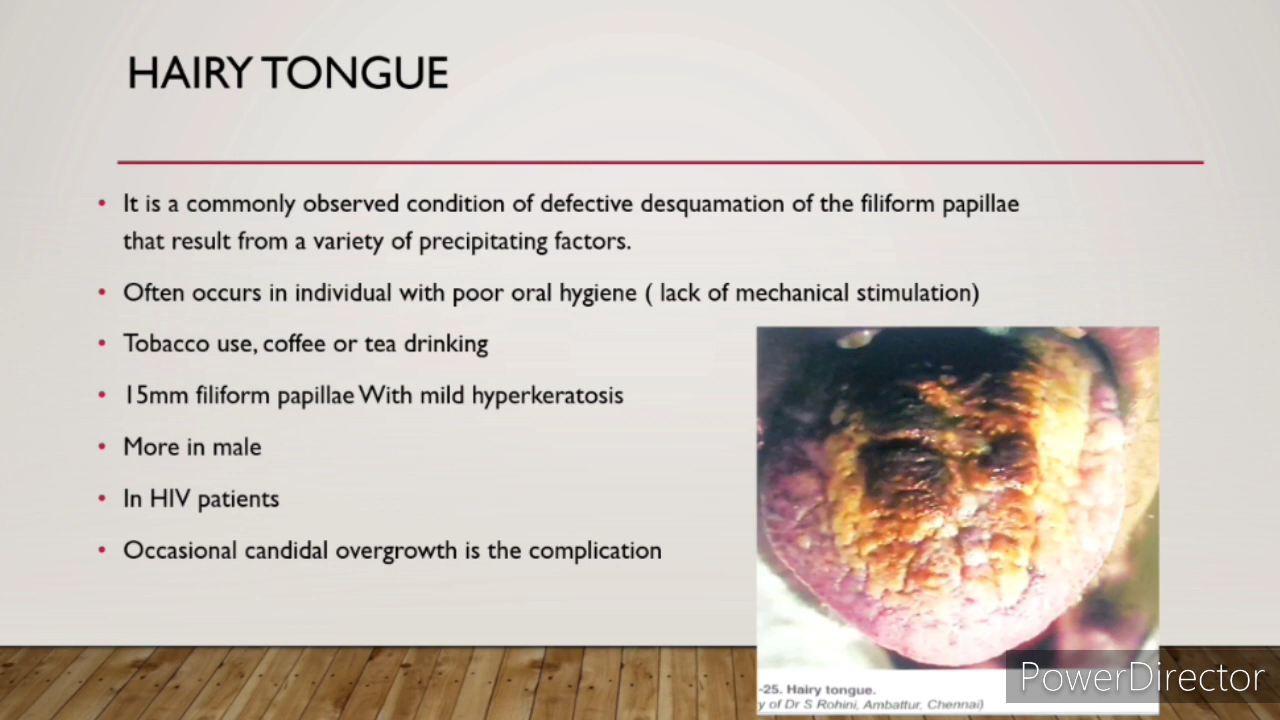 HAIRY TONGUE
• It is a commonly observed condition of defective desquamation of the filiform papillae
that result from a variety of precipitating factors.
• Often occurs in individual with poor oral hygiene ( lack of mechanical stimulation)
• Tobacco use, coffee or tea drinking
• 15mm filiform papillae With mild hyperkeratosis
• More in male
• In HIV patients
• Occasional candidal overgrowth is the complication
-25. Hairy tongue.
y of Dr S Rohini, Ambattur, Chennai)
PowerDirector